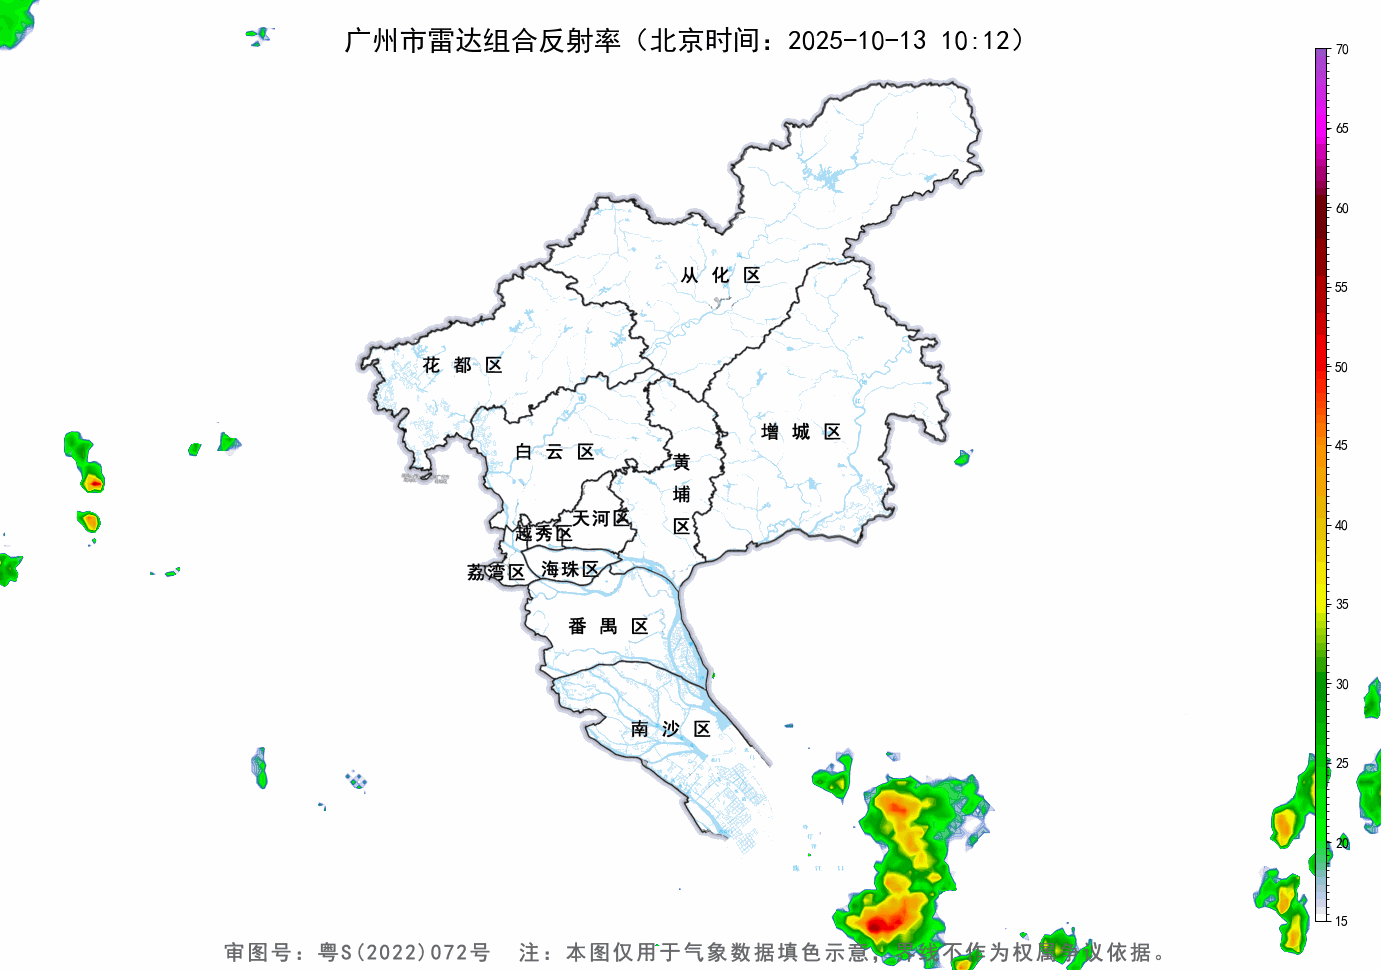 广州市雷达组合反射率（北京时间：2025-10-13 10:12）
70
65
60
55
50
45
40
35
30
25
20
15
从化区
花都区
增城区
白云区
黄埔区
天河区
越秀区
荔湾区
海珠区
番禺区
南沙区
审图号：粤S(2022)072号 注：本图仅用于气象数据填色示意，界线不作为权属争议依据。